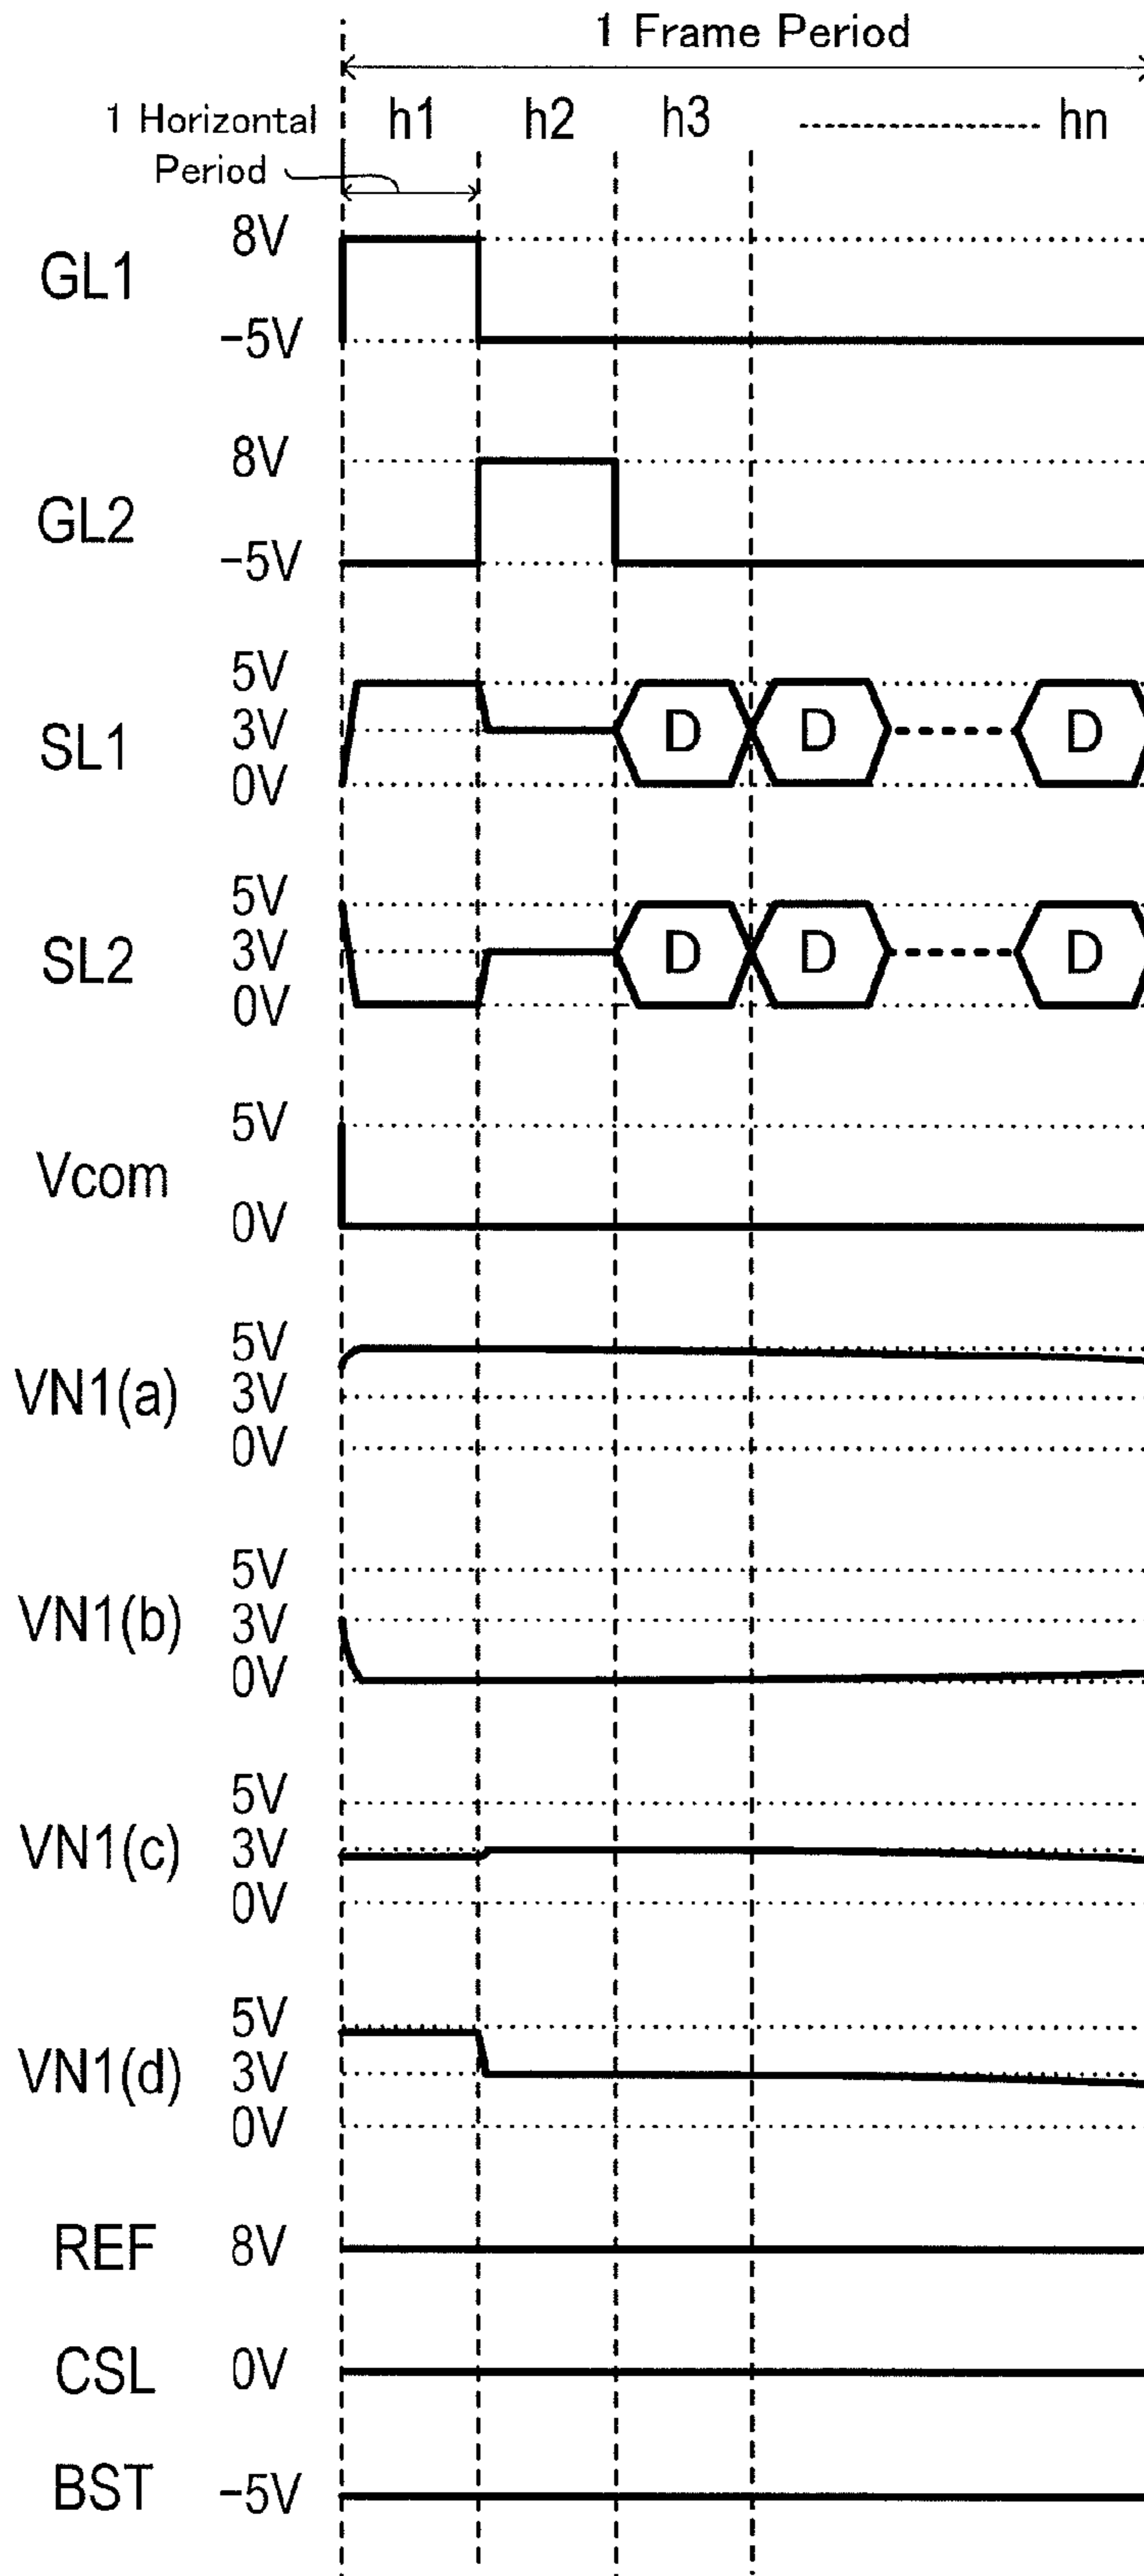 1 Frame Period
1 Horizontal Period
h1 h2 h3 hn
GL1 8V -5V
GL2 8V -5V
SL1 5V 3V 0V D D D
SL2 5V 3V 0V D D D
Vcom 5V 0V
VN1(a) 5V 3V 0V
VN1(b) 5V 3V 0V
VN1(c) 5V 3V 0V
VN1(d) 5V 3V 0V
REF 8V
CSL 0V
BST -5V